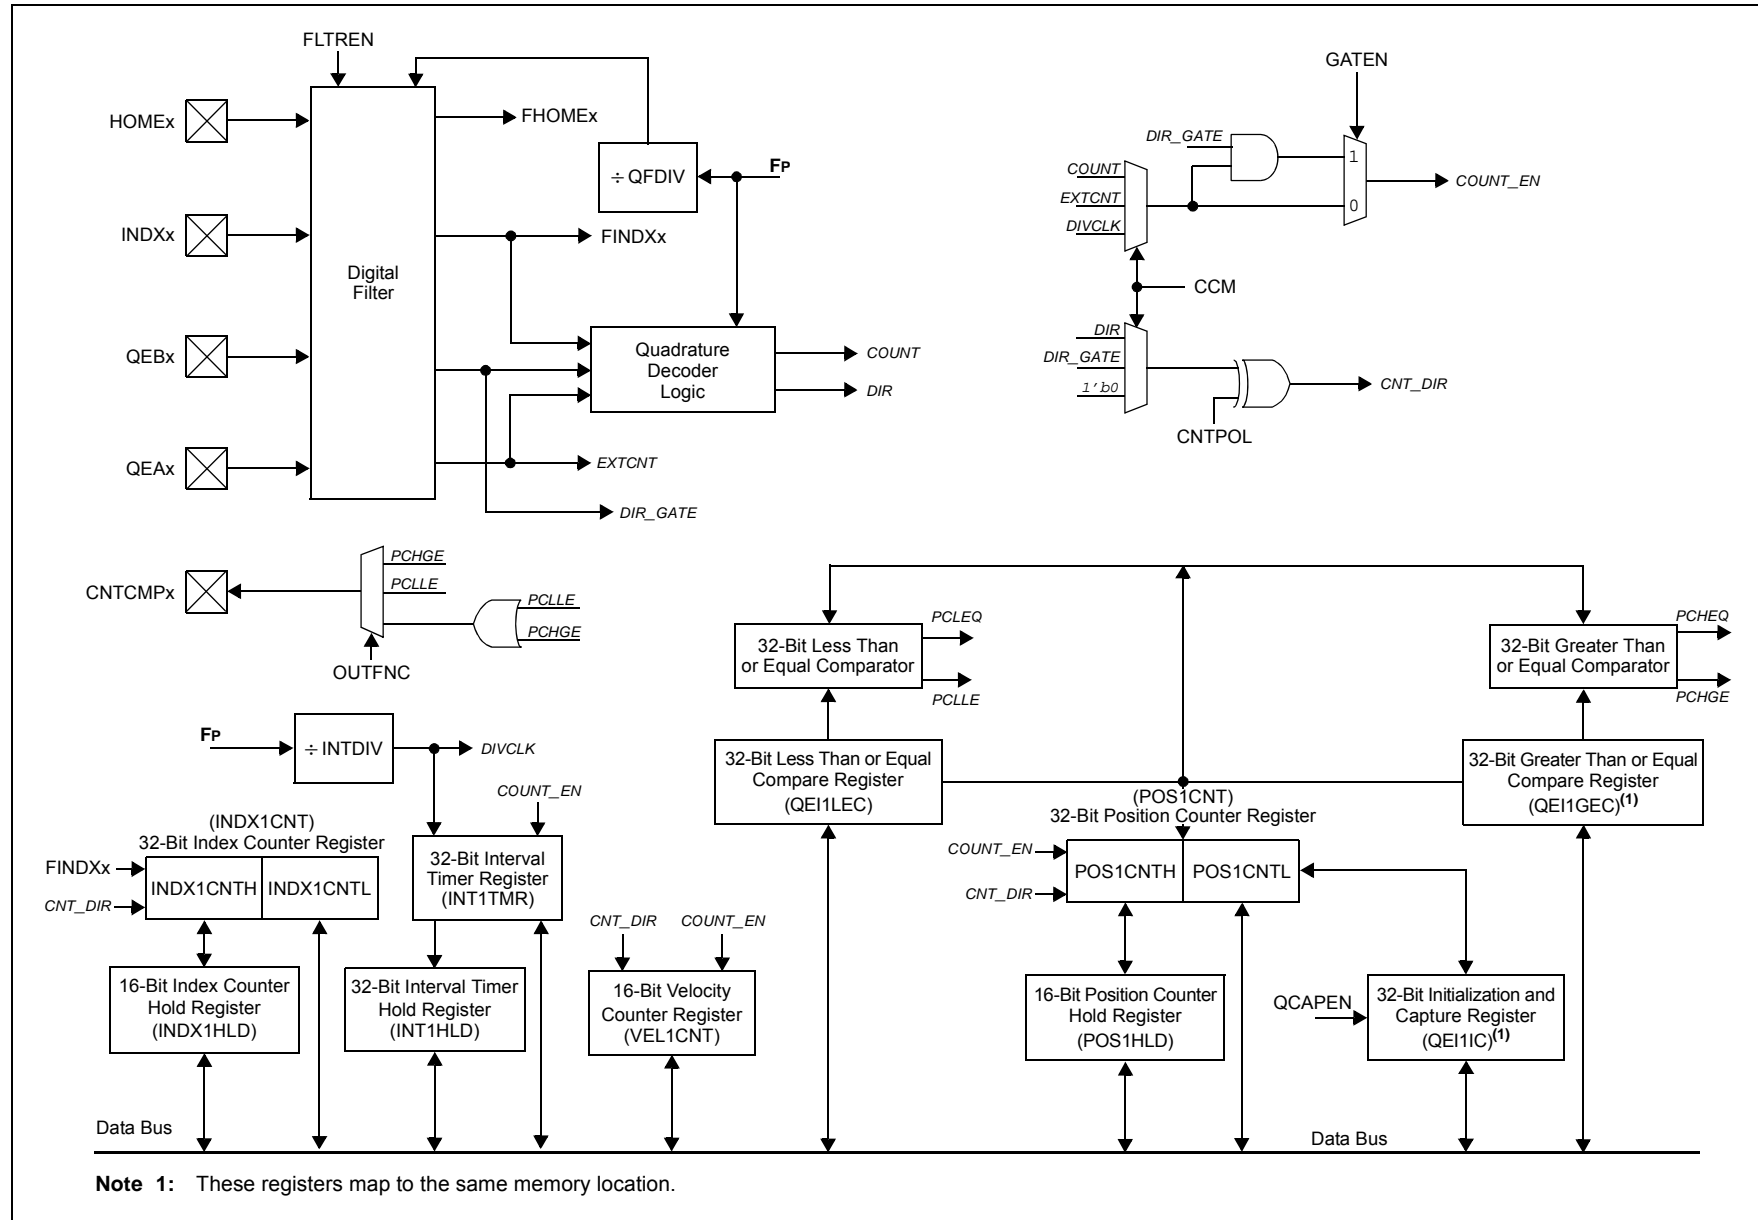 FLTREN
GATEN
HOMEx
FHOMEx
DIR_GATE
÷ QFDIV
FP
COUNT
EXTCNT
DIVCLK
1
0
COUNT_EN
INDXx
FINDXx
Digital
Filter
CCM
QEBx
Quadrature
Decoder
Logic
COUNT
DIR
DIR
DIR_GATE
1'b0
CNT_DIR
CNTPOL
QEAx
EXTCNT
DIR_GATE
CNTCMPx
PCHGE
PCLLE
PCLLE
PCHGE
OUTFNC
32-Bit Less Than
or Equal Comparator
PCLEQ
PCLLE
32-Bit Greater Than
or Equal Comparator
PCHEQ
PCHGE
FP
÷ INTDIV
DIVCLK
COUNT_EN
32-Bit Less Than or Equal
Compare Register
(QEI1LEC)
32-Bit Greater Than or Equal
Compare Register
(QEI1GEC)(1)
(INDX1CNT)
32-Bit Index Counter Register
FINDXx
CNT_DIR
INDX1CNTH
INDX1CNTL
32-Bit Interval
Timer Register
(INT1TMR)
(POS1CNT)
32-Bit Position Counter Register
COUNT_EN
CNT_DIR
POS1CNTH
POS1CNTL
CNT_DIR
COUNT_EN
16-Bit Index Counter
Hold Register
(INDX1HLD)
32-Bit Interval Timer
Hold Register
(INT1HLD)
16-Bit Velocity
Counter Register
(VEL1CNT)
16-Bit Position Counter
Hold Register
(POS1HLD)
QCAPEN
32-Bit Initialization and
Capture Register
(QEI1IC)(1)
Data Bus
Data Bus
Note 1: These registers map to the same memory location.